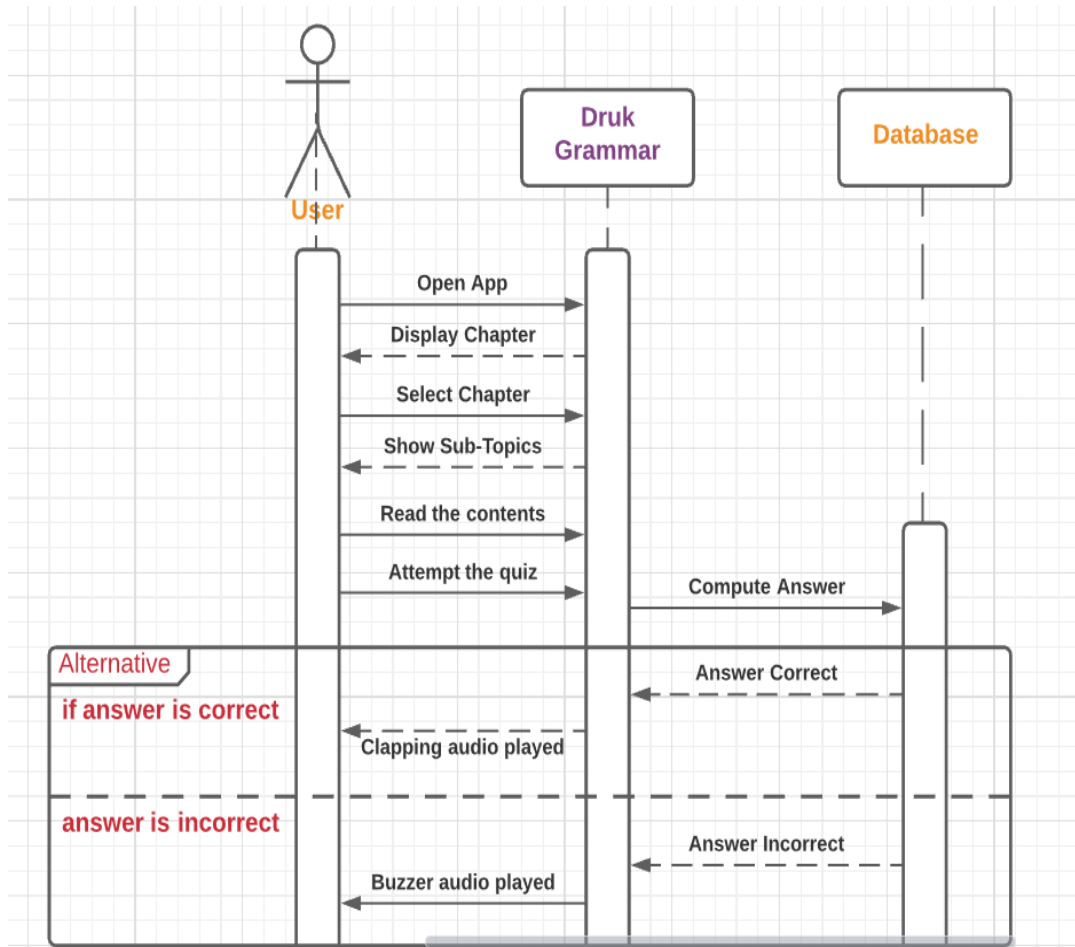 Druk
Grammar
Database
User
Open App
Display Chapter
Select Chapter
Show Sub-Topics
Read the contents
Attempt the quiz
Compute Answer
Alternative
Answer Correct
if answer is correct
Clapping audio played
answer is incorrect
Answer Incorrect
Buzzer audio played